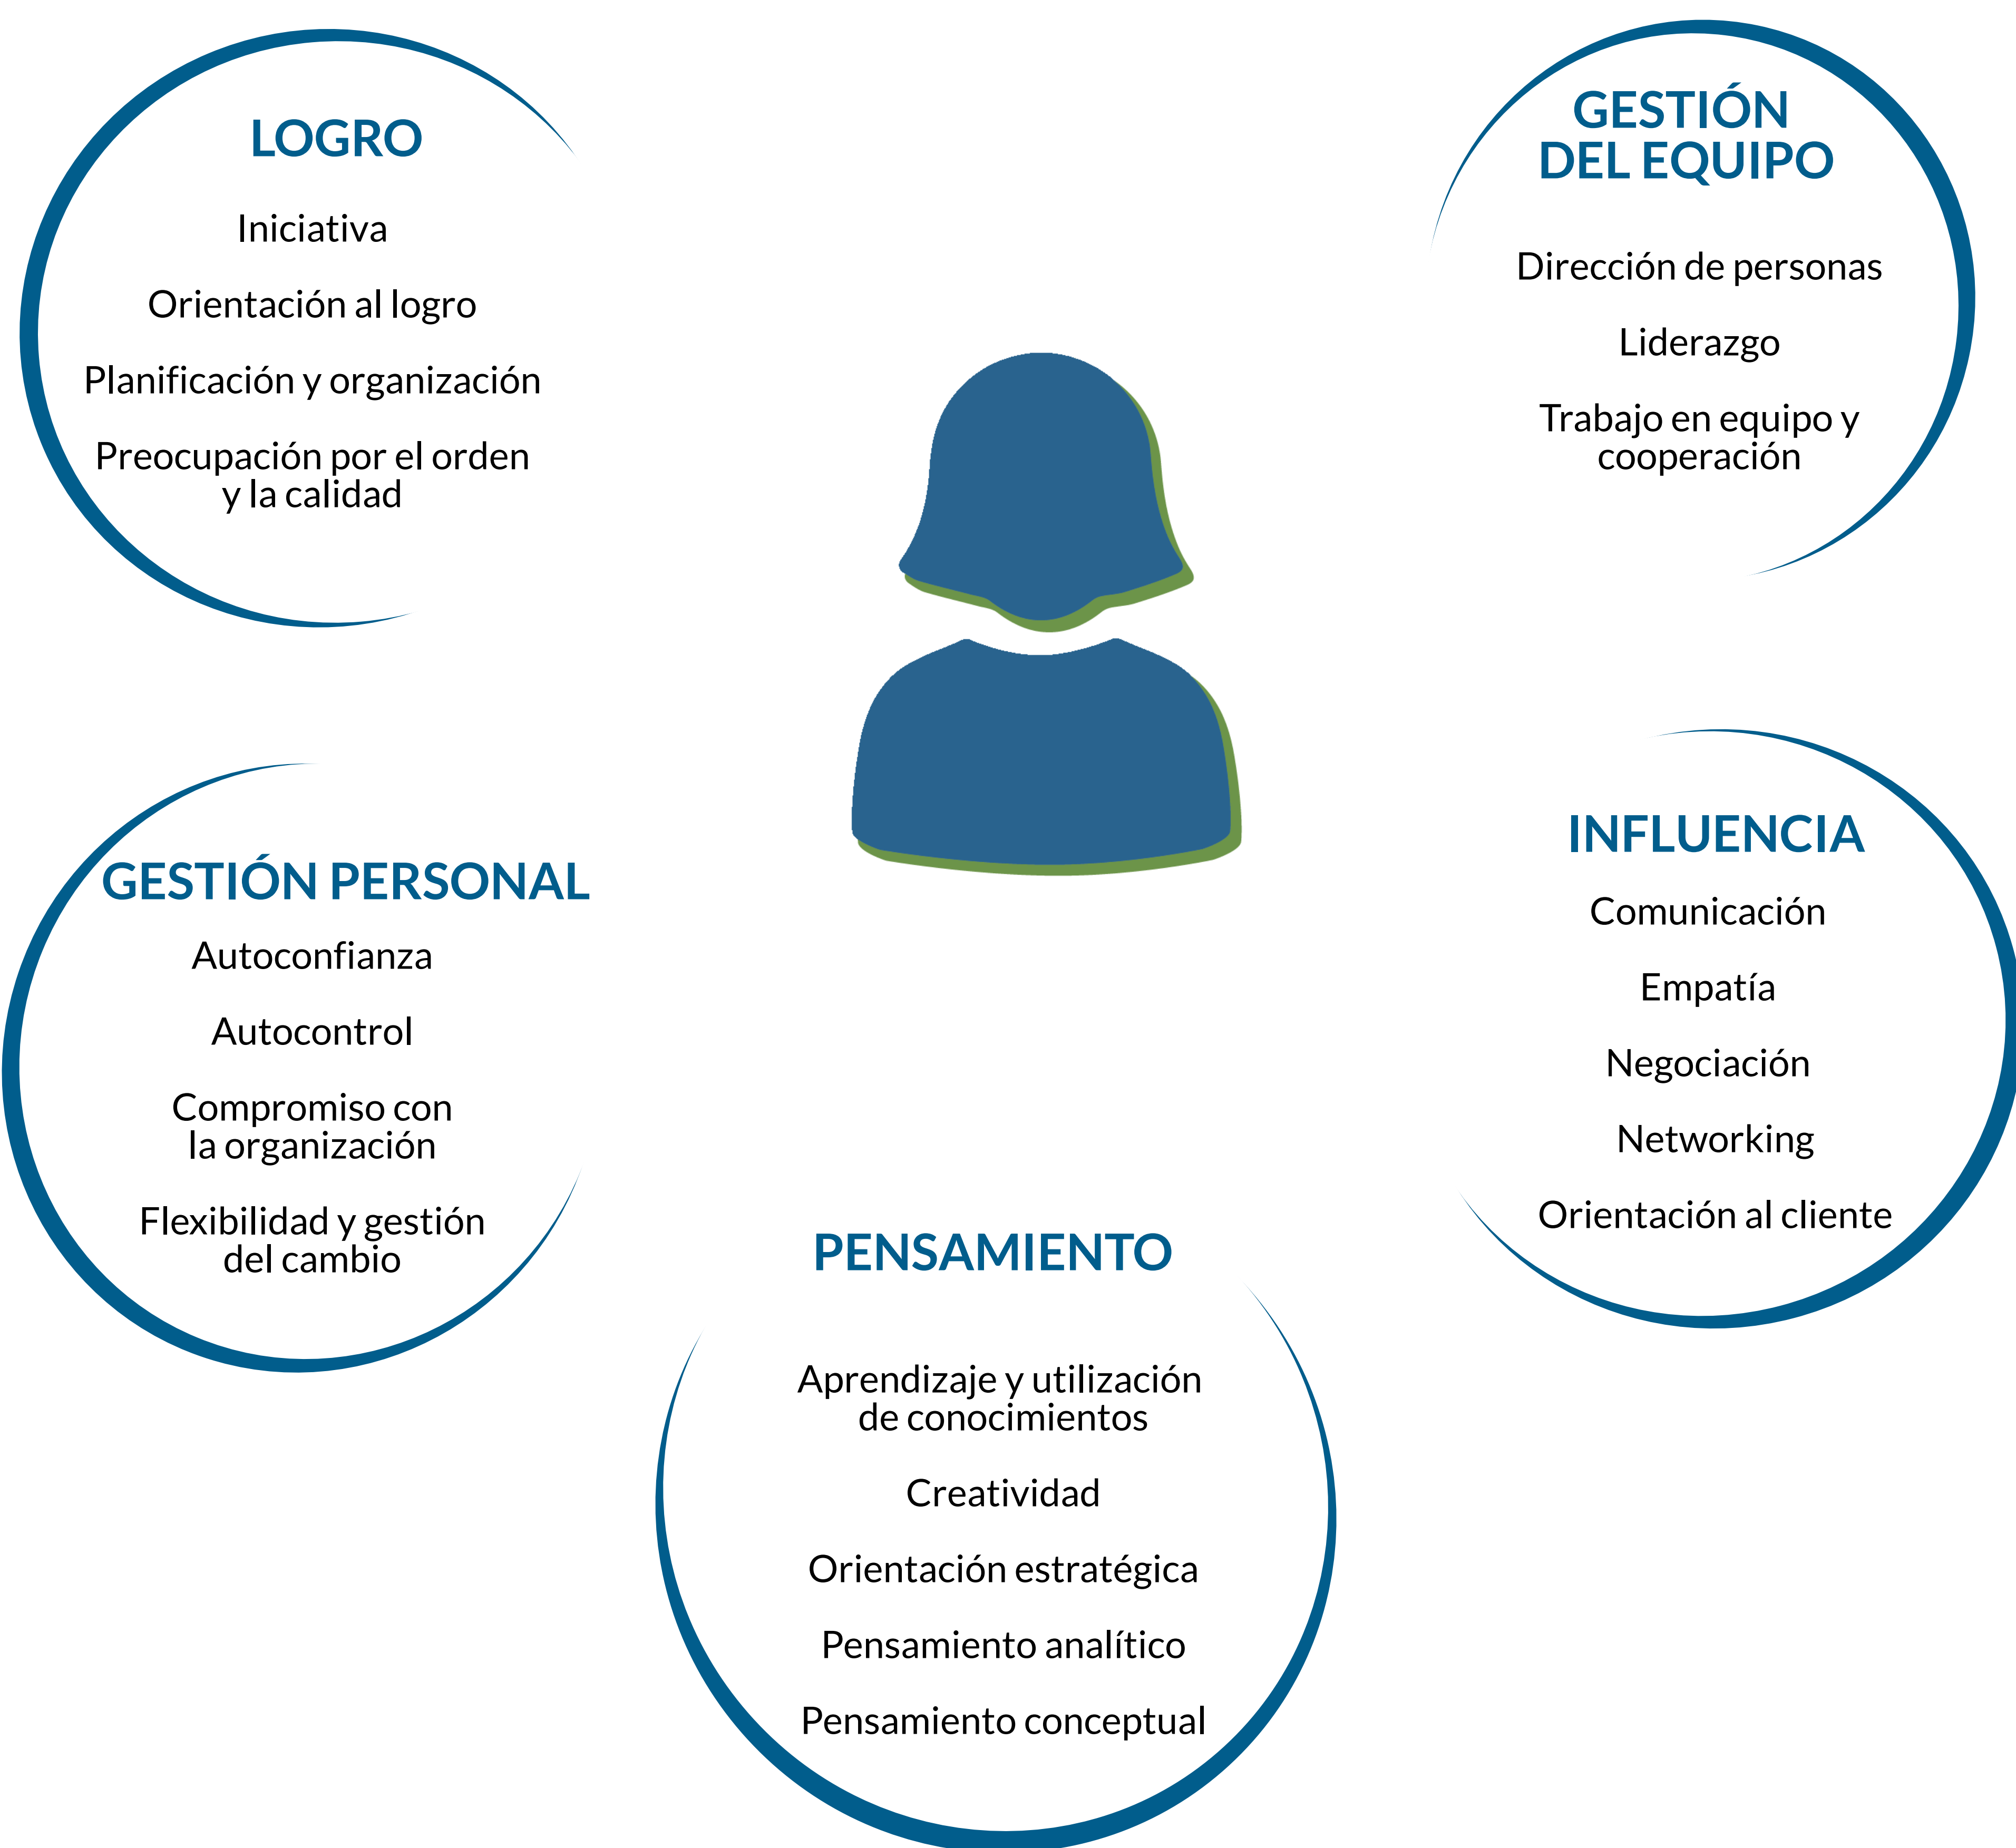 LOGRO
Iniciativa
Orientación al logro
Planificación y organización
Preocupación por el orden
y la calidad
GESTIÓN
DEL EQUIPO
Dirección de personas
Liderazgo
Trabajo en equipo y
cooperación
GESTIÓN PERSONAL
Autoconfianza
Autocontrol
Compromiso con
la organización
Flexibilidad y gestión
del cambio
INFLUENCIA
Comunicación
Empatía
Negociación
Networking
Orientación al cliente
PENSAMIENTO
Aprendizaje y utilización
de conocimientos
Creatividad
Orientación estratégica
Pensamiento analítico
Pensamiento conceptual